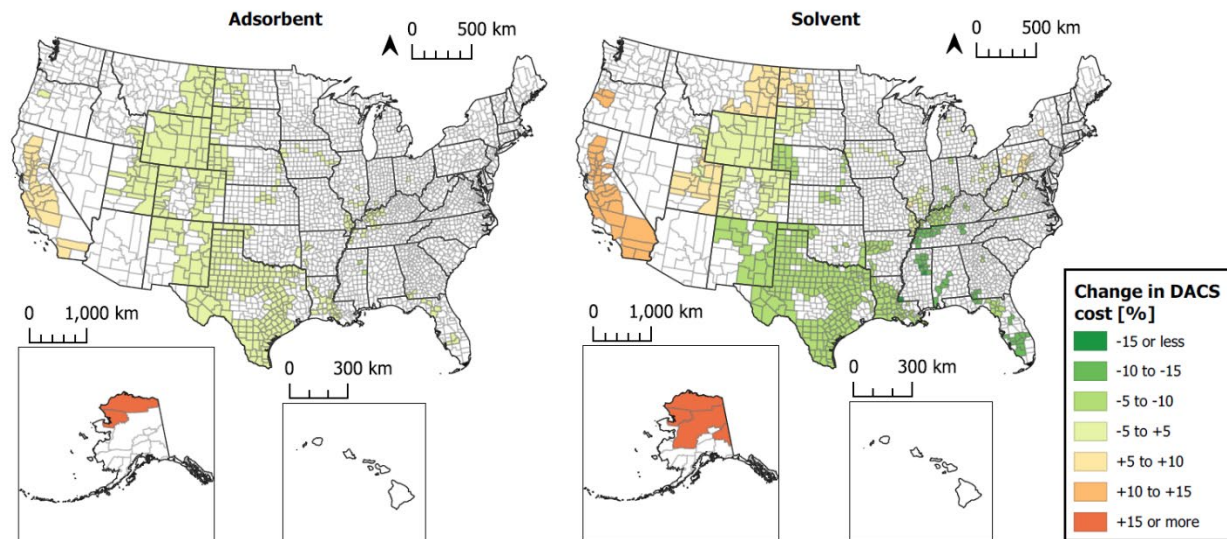 Adsorbent
0 500 km
Solvent
0 500 km
0 1,000 km
0 300 km
0 1,000 km
0 300 km
Change in DACS
cost [%]
-15 or less
-10 to -15
-5 to -10
-5 to +5
+5 to +10
+10 to +15
+15 or more